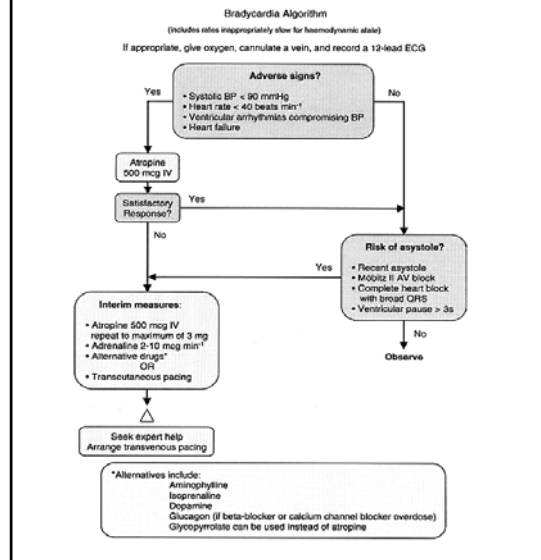 Bradycardia Algorithm
(includes rates inappropriately slow for haemodynamic state)
If appropriate, give oxygen, cannulate a vein, and record a 12-lead ECG
Adverse signs?
• Systolic BP < 90 mmHg
• Heart rate < 40 beats min⁻¹
• Ventricular arrhythmias compromising BP
• Heart failure
Yes
No
Atropine
500 mcg IV
Satisfactory
Response?
Yes
No
Risk of asystole?
• Recent asystole
• Möbitz II AV block
• Complete heart block
with broad QRS
• Ventricular pause > 3s
Yes
No
Observe
Interim measures:
• Atropine 500 mcg IV
repeat to maximum of 3 mg
• Adrenaline 2-10 mcg min⁻¹
• Alternative drugs*
OR
• Transcutaneous pacing
Seek expert help
Arrange transvenous pacing
*Alternatives include:
Aminophylline
Isoprenaline
Dopamine
Glucagon (if beta-blocker or calcium channel blocker overdose)
Glycopyrrolate can be used instead of atropine